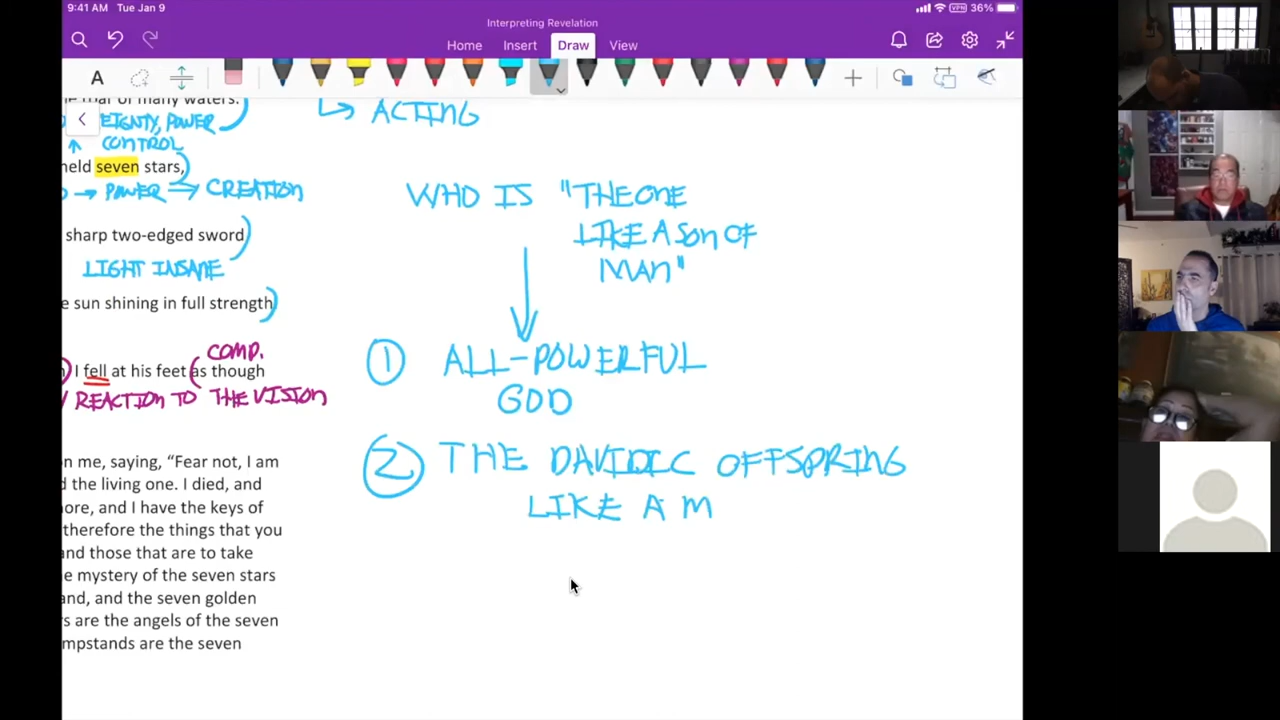 9:41 AM Tue Jan 9
36%
Interpreting Revelation
Home Insert Draw View
A
of many waters.
POWER
CONTROL
held seven stars,
→ POWER ⇒ CREATION
sharp two-edged sword
LIGHT INSANE
e sun shining in full strength
COMP.
I fell at his feet as though
REACTION TO THE VISION
on me, saying, “Fear not, I am
d the living one. I died, and
ore, and I have the keys of
therefore the things that you
and those that are to take
e mystery of the seven stars
and, and the seven golden
rs are the angels of the seven
mpstands are the seven
↳ ACTING
WHO IS "THE ONE
LIKE A SON OF
MAN"
① ALL-POWERFUL
GOD
② THE DAVIDIC OFFSPRING
LIKE A M